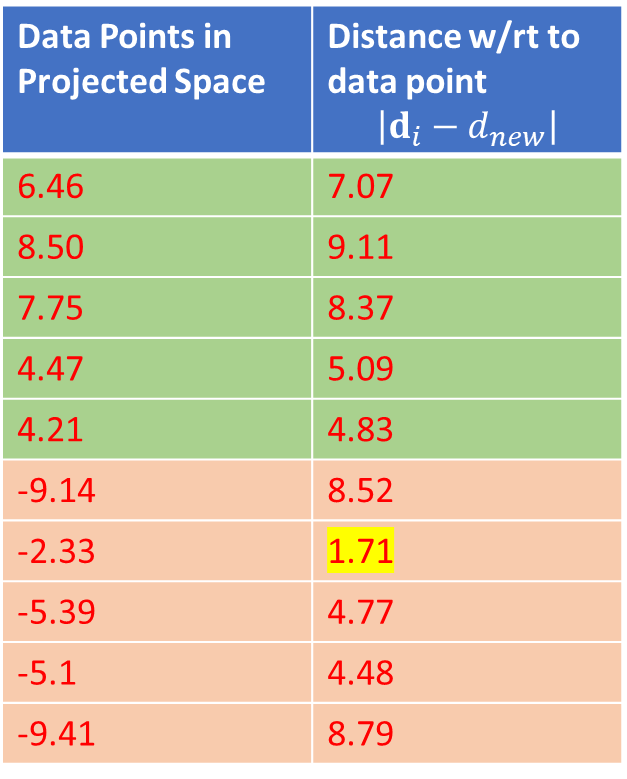 Data Points in
Projected Space
Distance w/rt to
data point
|d_i − d_new|
6.46 7.07
8.50 9.11
7.75 8.37
4.47 5.09
4.21 4.83
-9.14 8.52
-2.33 1.71
-5.39 4.77
-5.1 4.48
-9.41 8.79